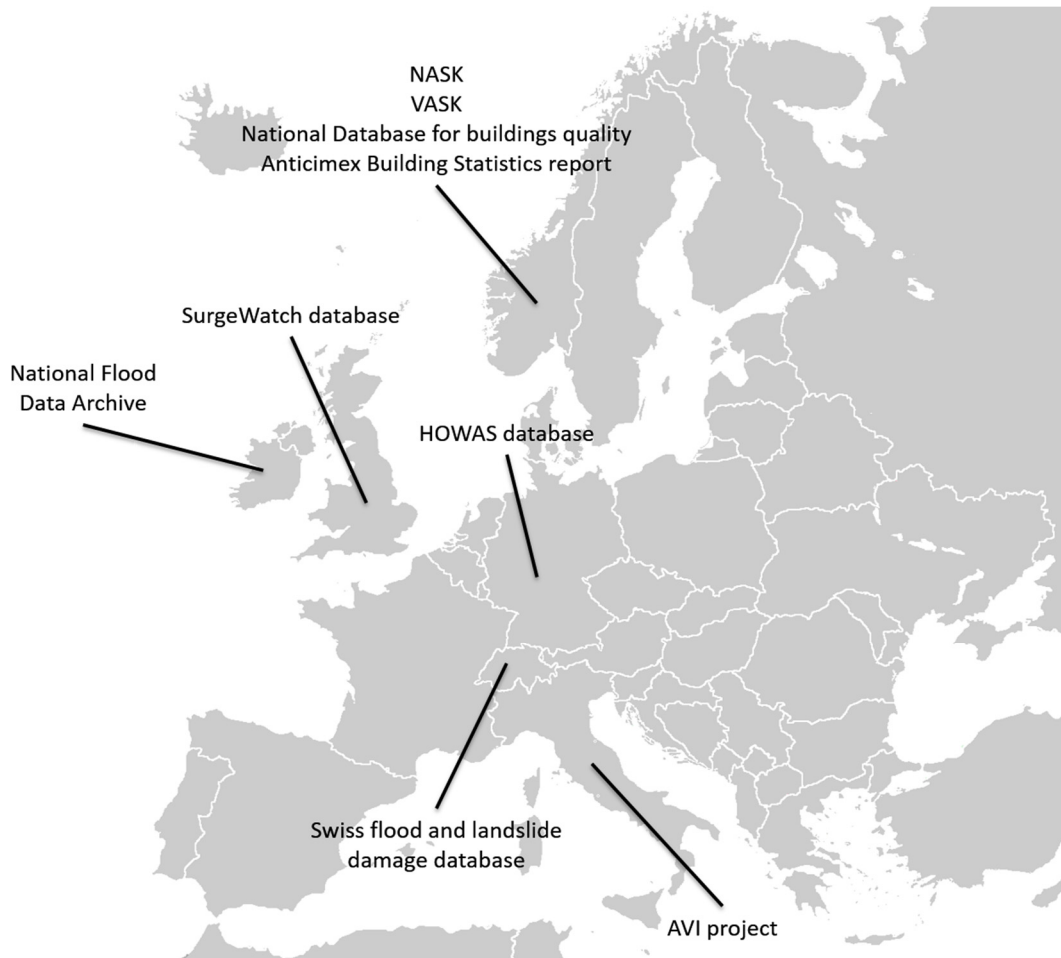 NASK
VASK
National Database for buildings quality
Anticimex Building Statistics report
SurgeWatch database
National Flood
Data Archive
HOWAS database
Swiss flood and landslide
damage database
AVI project